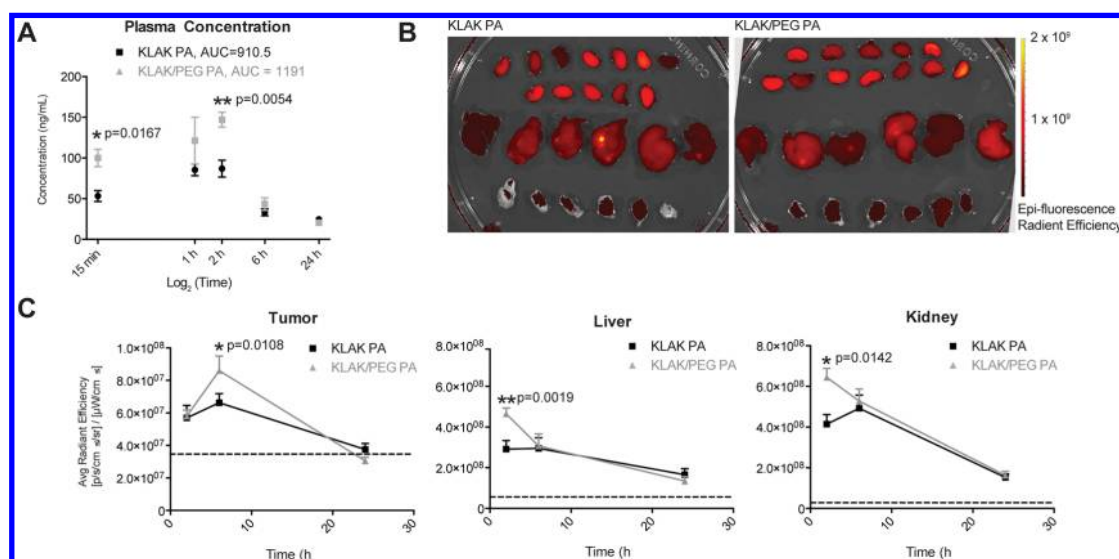 A
Plasma Concentration
KLAK PA, AUC=910.5
KLAK/PEG PA, AUC = 1191
200
150
100
50
0
Concentration (ng/mL)
* p=0.0167
** p=0.0054
15 min
1 h
2 h
6 h
24 h
Log2 (Time)
B
KLAK PA
KLAK/PEG PA
2 x 10⁹
1 x 10⁹
Epi-fluorescence
Radient Efficiency
C
Tumor
KLAK PA
KLAK/PEG PA
* p=0.0108
1.0×10⁰⁸
8.0×10⁰⁷
6.0×10⁰⁷
4.0×10⁰⁷
2.0×10⁰⁷
0
Avg Radiant Efficiency
[p/s/cm s/sr] / [µW/cm s]
0
10
20
30
Time (h
Liver
KLAK PA
KLAK/PEG PA
** p=0.0019
8.0×10⁰⁸
6.0×10⁰⁸
4.0×10⁰⁸
2.0×10⁰⁸
0
0
10
20
30
Time (h
Kidney
KLAK PA
KLAK/PEG PA
* p=0.0142
8.0×10⁰⁸
6.0×10⁰⁸
4.0×10⁰⁸
2.0×10⁰⁸
0
0
10
20
30
Time (h